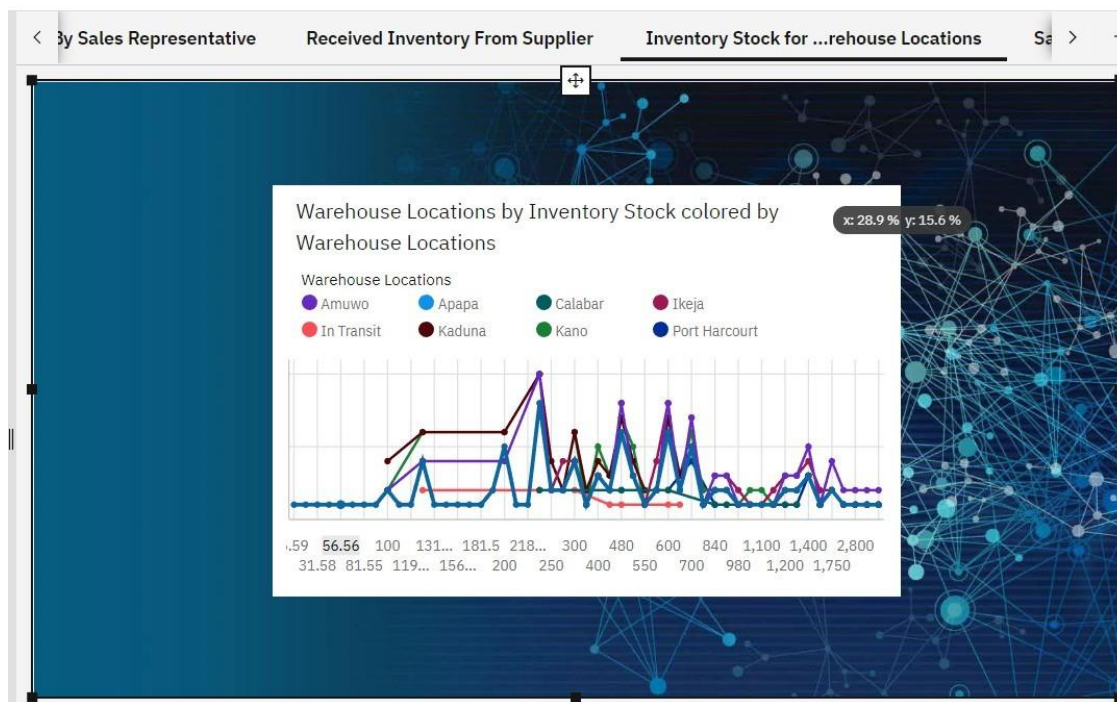 By Sales Representative Received Inventory From Supplier Inventory Stock for ...rehouse Locations Sa
x: 28.9 % y: 15.6 %
Warehouse Locations by Inventory Stock colored by
Warehouse Locations
Warehouse Locations
Amuwo Apapa Calabar Ikeja
In Transit Kaduna Kano Port Harcourt
.59 56.56 100 131... 181.5 218... 300 480 600 840 1,100 1,400 2,800
31.58 81.55 119... 156... 200 250 400 550 700 980 1,200 1,750